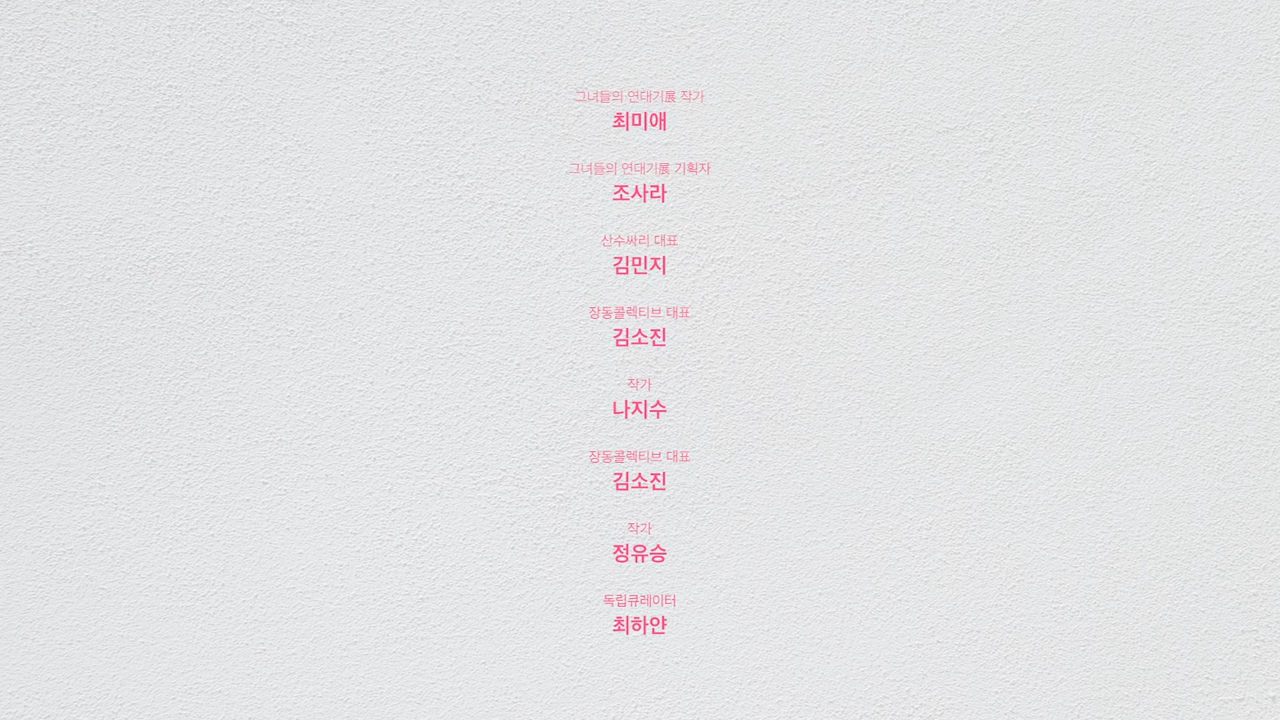 그녀들의 연대기展 작가
최미애
그녀들의 연대기展 기획자
조사라
산수싸리 대표
김민지
장동콜렉티브 대표
김소진
작가
나지수
장동콜렉티브 대표
김소진
작가
정유승
독립큐레이터
최하얀